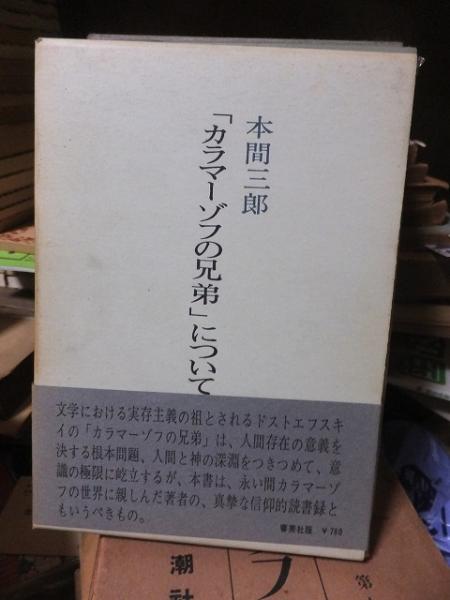 本間三郎
「カラマーゾフの兄弟」について
文学における実存主義の祖とされるドストエフスキ
イの「カラマーゾフの兄弟」は、人間存在の意義を
決する根本問題、人間と神の深淵をつきつめて、意
識の極限に屹立するが、本書は、永い間カラマーゾ
フの世界に親しんだ著者の、真摯な信仰的読書録と
もいうべきもの。
審美社版 ￥780
潮社
第